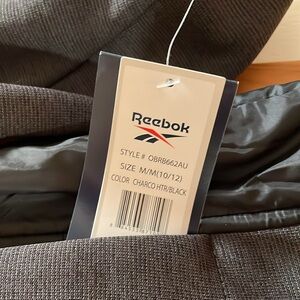 Reebok
STYLE # OBRB662AU
SIZE M/M(10/12)
COLOR CHARCO HTR/BLACK